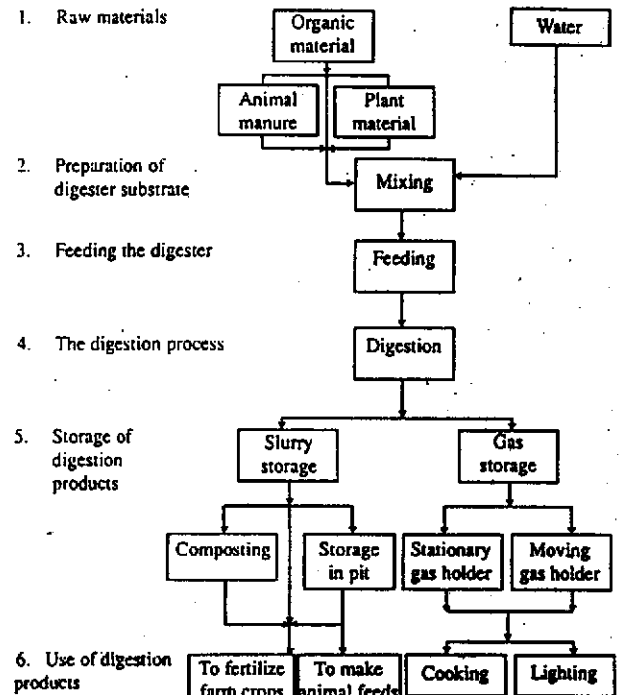 1. Raw materials
Organic
material
Water
Animal
manure
Plant
material
2. Preparation of
digester substrate
Mixing
3. Feeding the digester
Feeding
4. The digestion process
Digestion
5. Storage of
digestion
products
Slurry
storage
Gas
storage
Composting
Storage
in pit
Stationary
gas holder
Moving
gas holder
6. Use of digestion
products
To fertilize
farm crops
To make
animal feeds
Cooking
Lighting